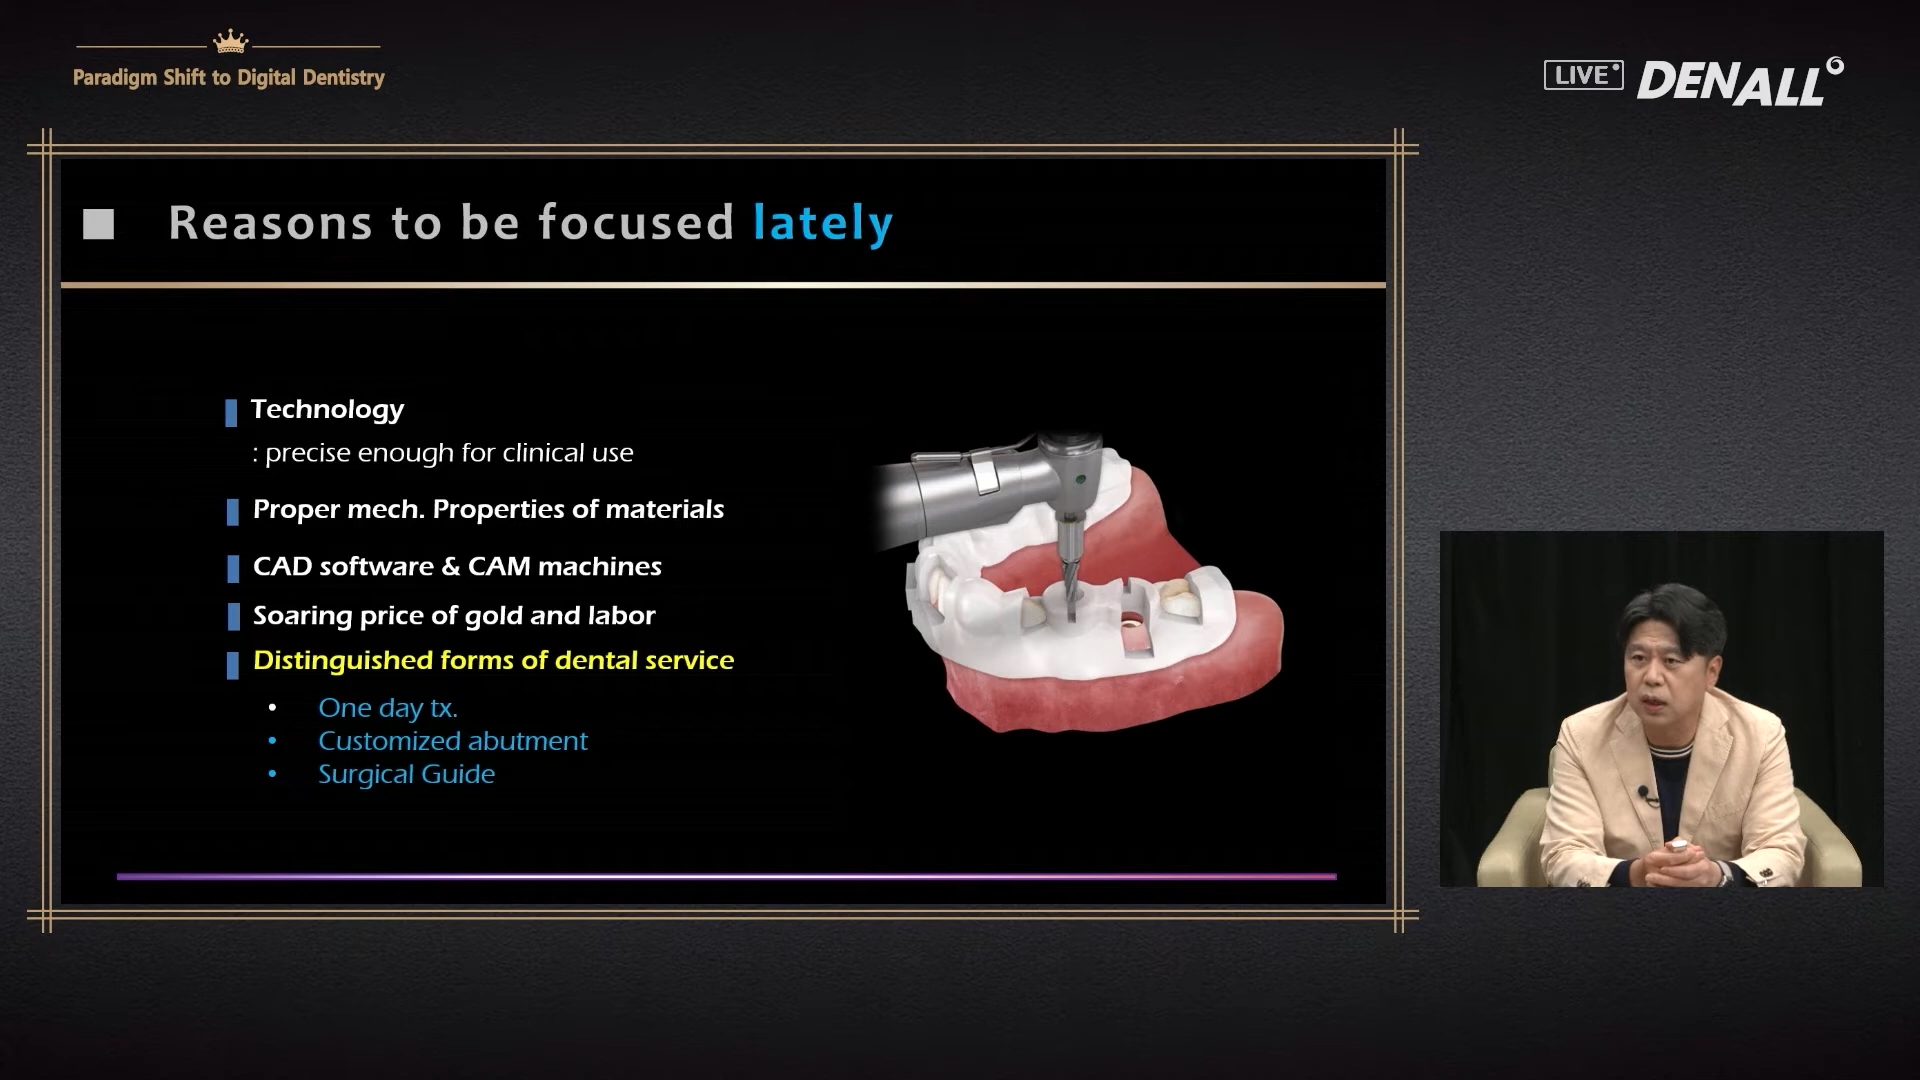 Paradigm Shift to Digital Dentistry
LIVE DENALL
Reasons to be focused lately
Technology
: precise enough for clinical use
Proper mech. Properties of materials
CAD software & CAM machines
Soaring price of gold and labor
Distinguished forms of dental service
• One day tx.
• Customized abutment
• Surgical Guide